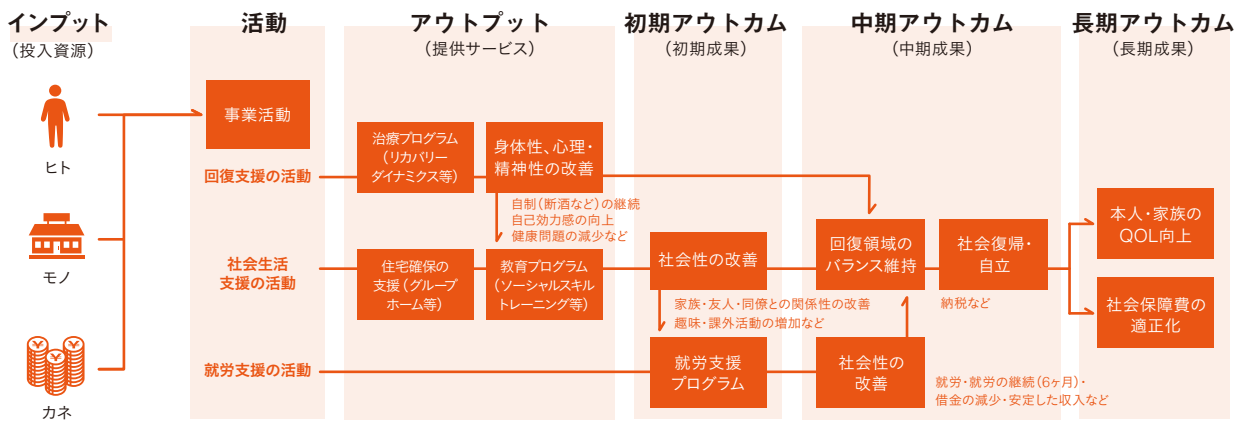 インプット
（投入資源）
活動
アウトプット
（提供サービス）
初期アウトカム
（初期成果）
中期アウトカム
（中期成果）
長期アウトカム
（長期成果）
ヒト
モノ
カネ
事業活動
回復支援の活動
治療プログラム
（リカバリー
ダイナミクス等）
身体性、心理・
精神性の改善
自制（断酒など）の継続
自己効力感の向上
健康問題の減少など
社会生活
支援の活動
住宅確保の
支援（グループ
ホーム等）
教育プログラム
（ソーシャルスキル
トレーニング等）
社会性の改善
家族・友人・同僚との関係性の改善
趣味・課外活動の増加など
回復領域の
バランス維持
社会復帰・
自立
納税など
就労支援の活動
就労支援
プログラム
社会性の
改善
就労・就労の継続（6ヶ月）・
借金の減少・安定した収入など
本人・家族の
QOL向上
社会保障費の
適正化